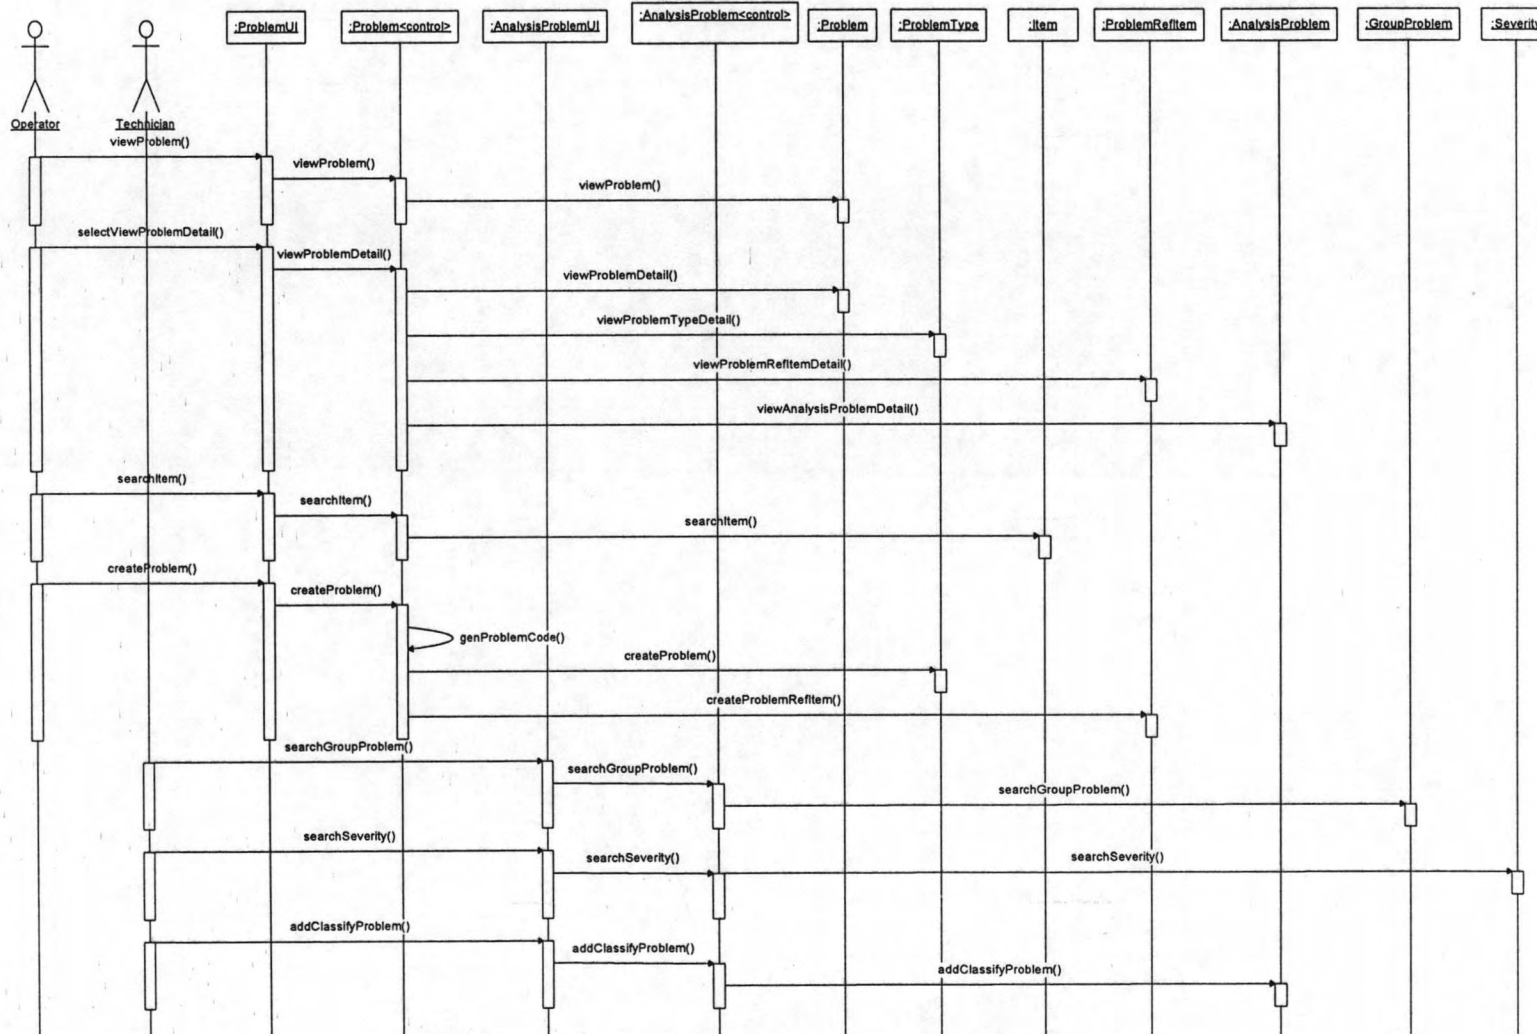 :ProblemUI
:Problem<control>
:AnalysisProblemUI
:AnalysisProblem<control>
:Problem
:ProblemType
:Item
:ProblemRefItem
:AnalysisProblem
:GroupProblem
:Severity
Operator
Technician
viewProblem()
viewProblem()
viewProblem()
selectViewProblemDetail()
viewProblemDetail()
viewProblemDetail()
viewProblemTypeDetail()
viewProblemRefItemDetail()
viewAnalysisProblemDetail()
searchItem()
searchItem()
searchItem()
createProblem()
createProblem()
genProblemCode()
createProblem()
createProblemRefItem()
searchGroupProblem()
searchGroupProblem()
searchGroupProblem()
searchSeverity()
searchSeverity()
searchSeverity()
addClassifyProblem()
addClassifyProblem()
addClassifyProblem()